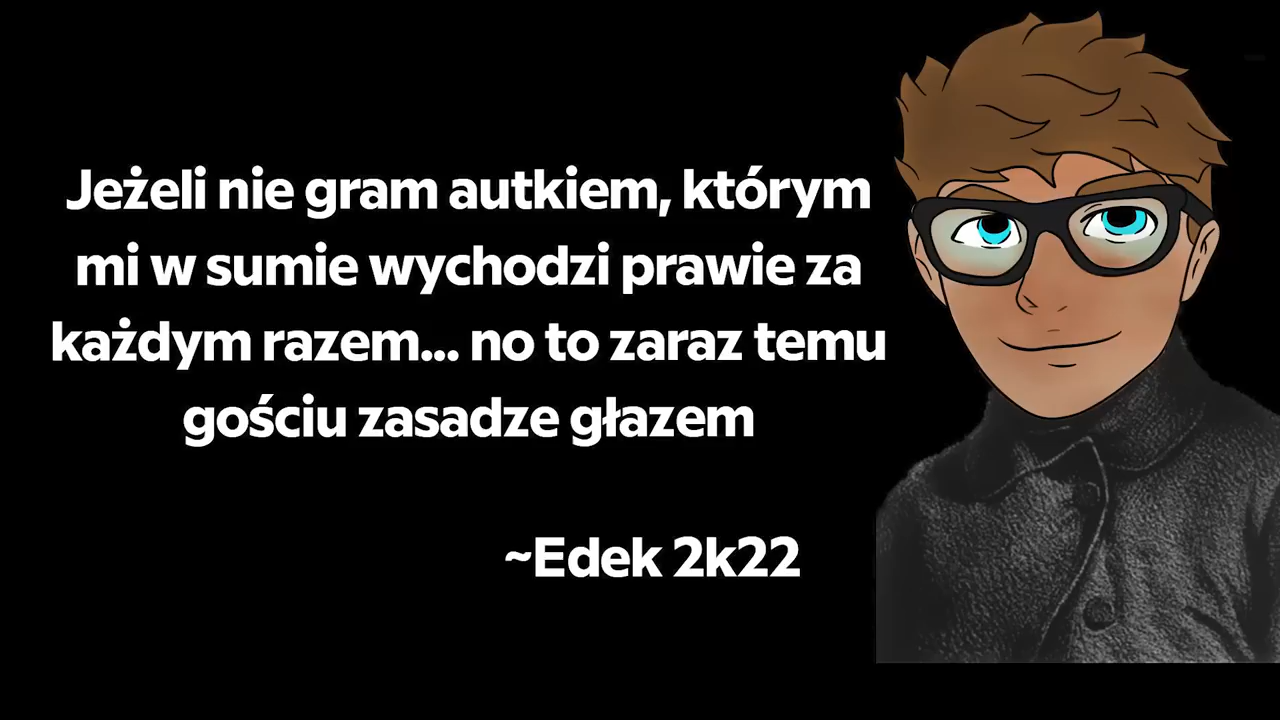 Jeżeli nie gram autkiem, którym
mi w sumie wychodzi prawie za
każdym razem... no to zaraz temu
gościu zasadze głazem
~Edek 2k22